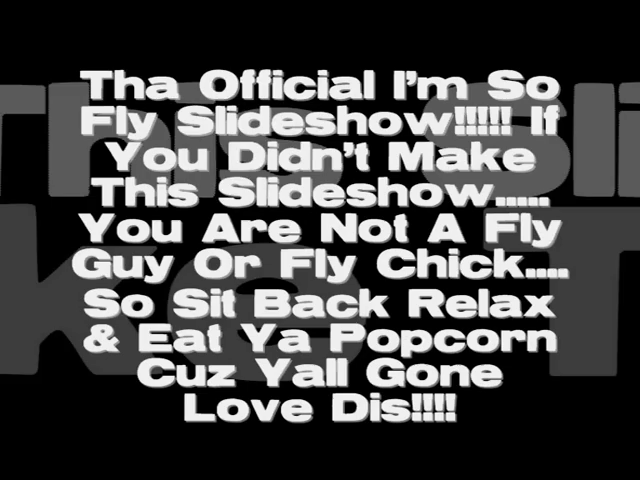 Tha Official I'm So
Fly Slideshow!!!!! If
You Didn't Make
This Slideshow.....
You Are Not A Fly
Guy Or Fly Chick....
So Sit Back Relax
& Eat Ya Popcorn
Cuz Yall Gone
Love Dis!!!!